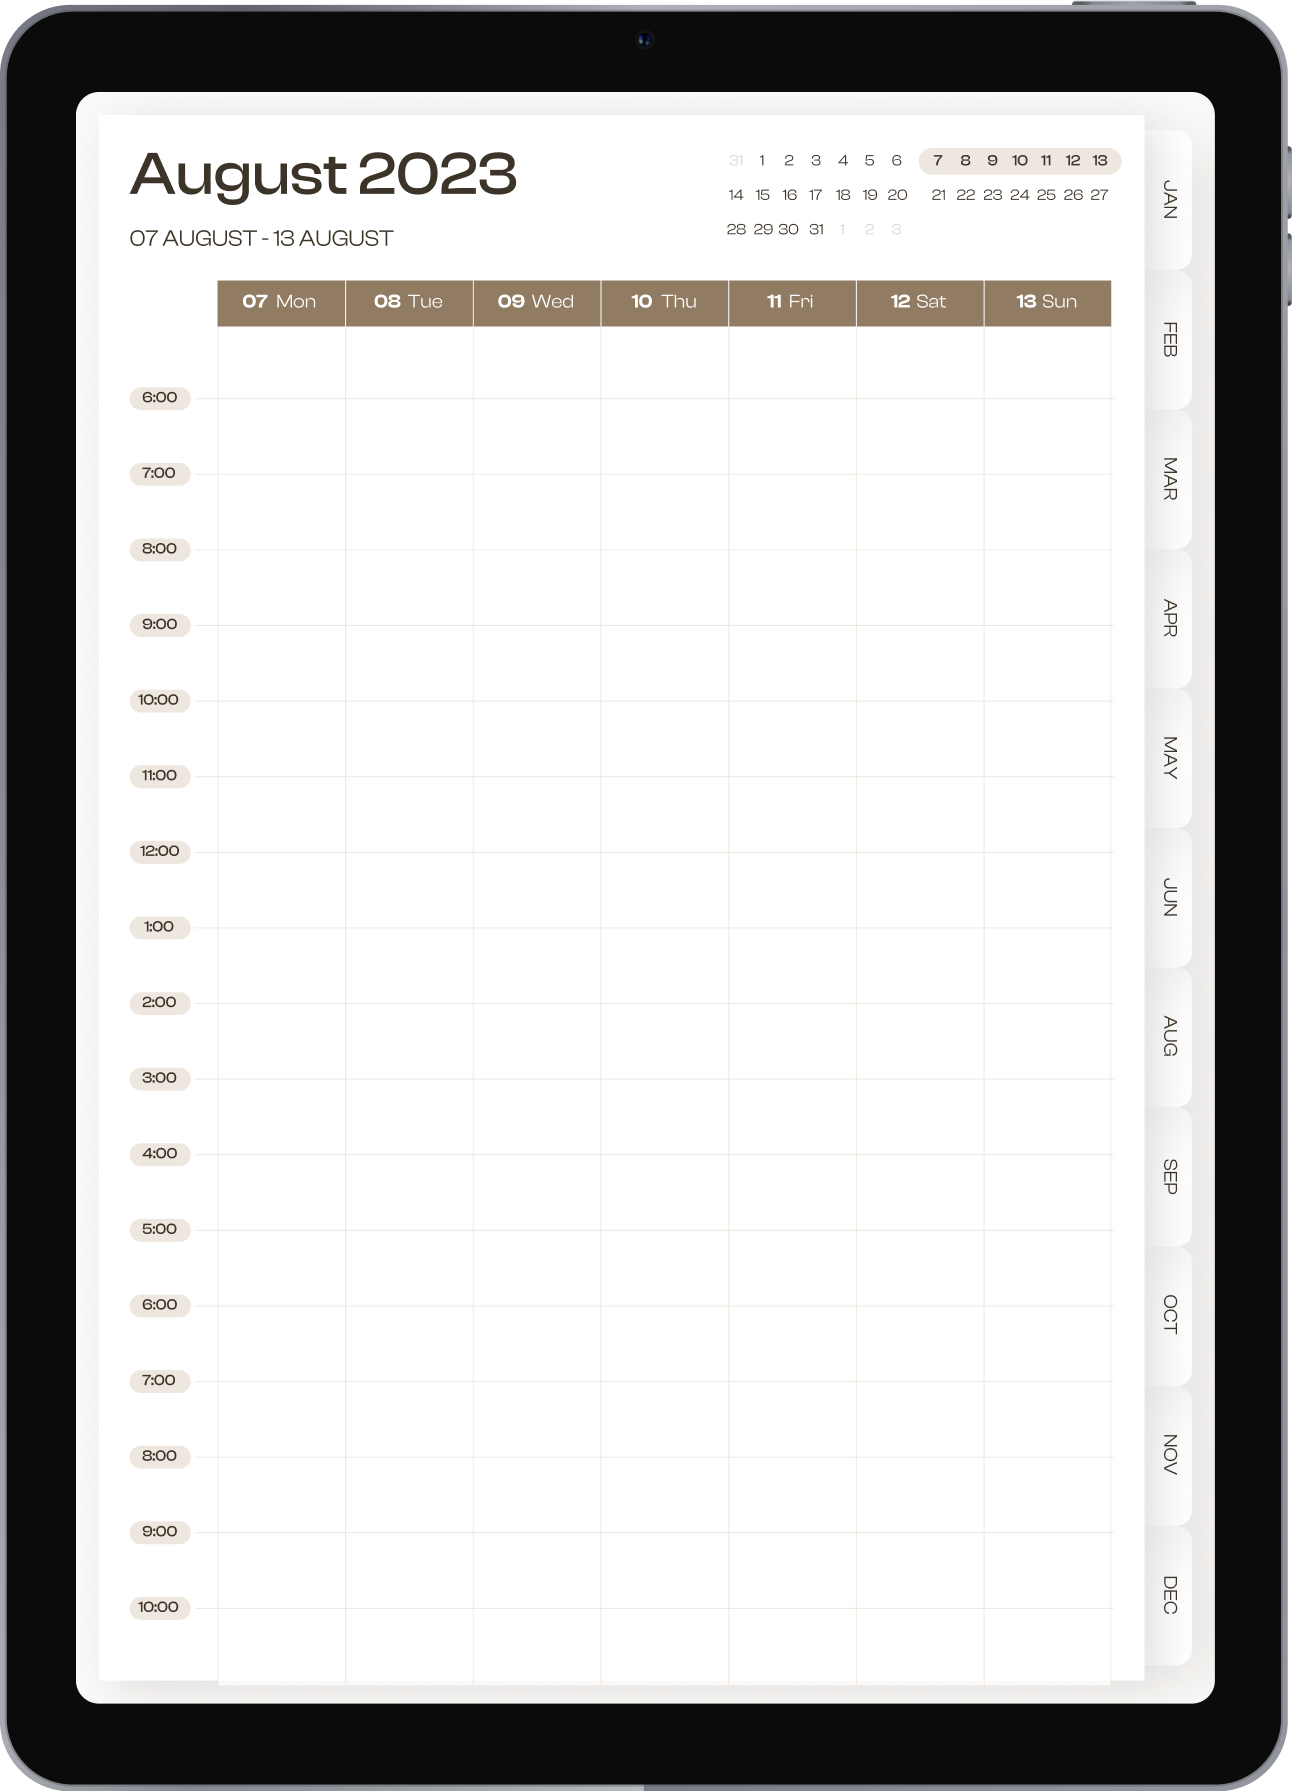 August 2023
07 AUGUST - 13 AUGUST
31 1 2 3 4 5 6 7 8 9 10 11 12 13
14 15 16 17 18 19 20 21 22 23 24 25 26 27
28 29 30 31 1 2 3
07 Mon 08 Tue 09 Wed 10 Thu 11 Fri 12 Sat 13 Sun
6:00
7:00
8:00
9:00
10:00
11:00
12:00
1:00
2:00
3:00
4:00
5:00
6:00
7:00
8:00
9:00
10:00
JAN
FEB
MAR
APR
MAY
JUN
AUG
SEP
OCT
NOV
DEC